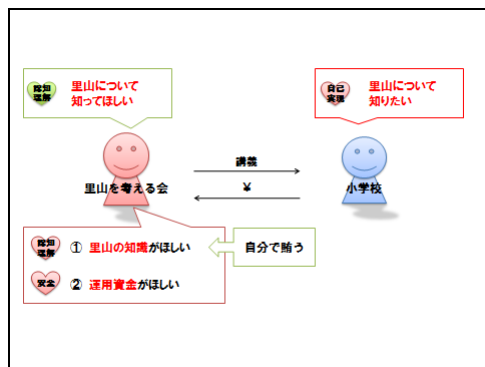 認知
理解
里山について
知ってほしい
自己
実現
里山について
知りたい
講義
¥
里山を考える会
小学校
認知
理解
① 里山の知識がほしい
自分で賄う
安全
② 運用資金がほしい